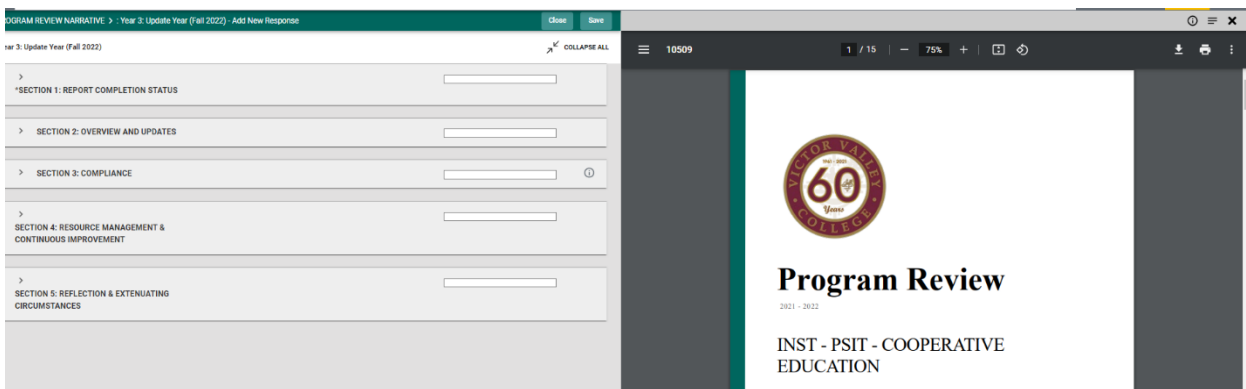 OGRAM REVIEW NARRATIVE > : Year 3: Update Year (Fall 2022) - Add New Response
Close
Save
ear 3: Update Year (Fall 2022)
COLLAPSE ALL
*SECTION 1: REPORT COMPLETION STATUS
SECTION 2: OVERVIEW AND UPDATES
SECTION 3: COMPLIANCE
SECTION 4: RESOURCE MANAGEMENT &
CONTINUOUS IMPROVEMENT
SECTION 5: REFLECTION & EXTENUATING
CIRCUMSTANCES
10509
1 / 15
75%
VICTOR VALLEY
60
Years
COLLEGE
Program Review
2021 - 2022
INST - PSIT - COOPERATIVE
EDUCATION